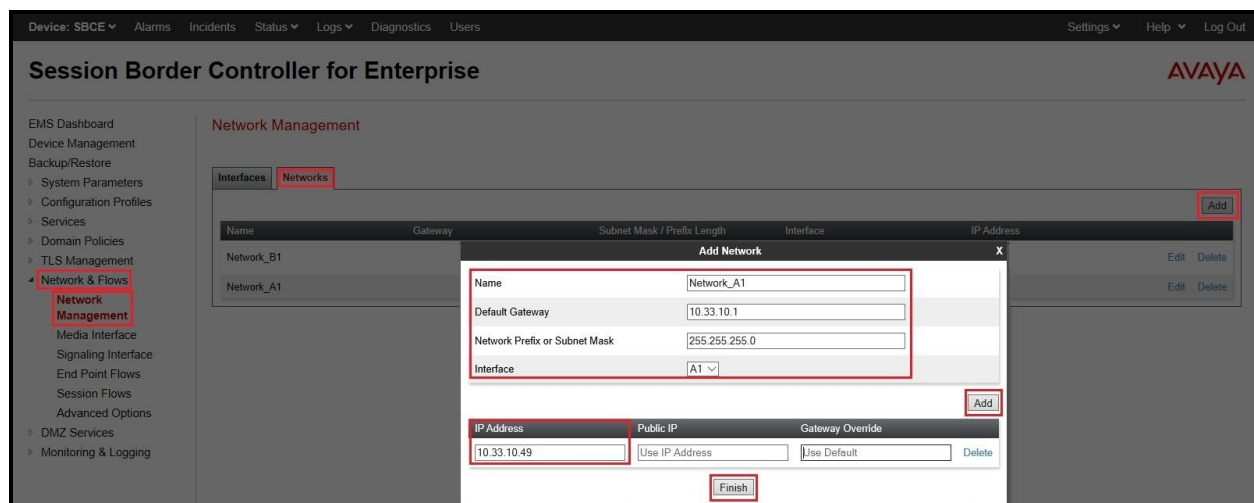 Device: SBCE Alarms Incidents Status Logs Diagnostics Users Settings Help Log Out
Session Border Controller for Enterprise
AVAYA
EMS Dashboard
Device Management
Backup/Restore
System Parameters
Configuration Profiles
Services
Domain Policies
TLS Management
Network & Flows
Network
Management
Media Interface
Signaling Interface
End Point Flows
Session Flows
Advanced Options
DMZ Services
Monitoring & Logging
Network Management
Interfaces Networks
Add
Name Gateway Subnet Mask / Prefix Length Interface IP Address
Network_B1 Edit Delete
Network_A1 Edit Delete
Add Network X
Name Network_A1
Default Gateway 10.33.10.1
Network Prefix or Subnet Mask 255.255.255.0
Interface A1
Add
IP Address Public IP Gateway Override
10.33.10.49 Use IP Address Use Default Delete
Finish